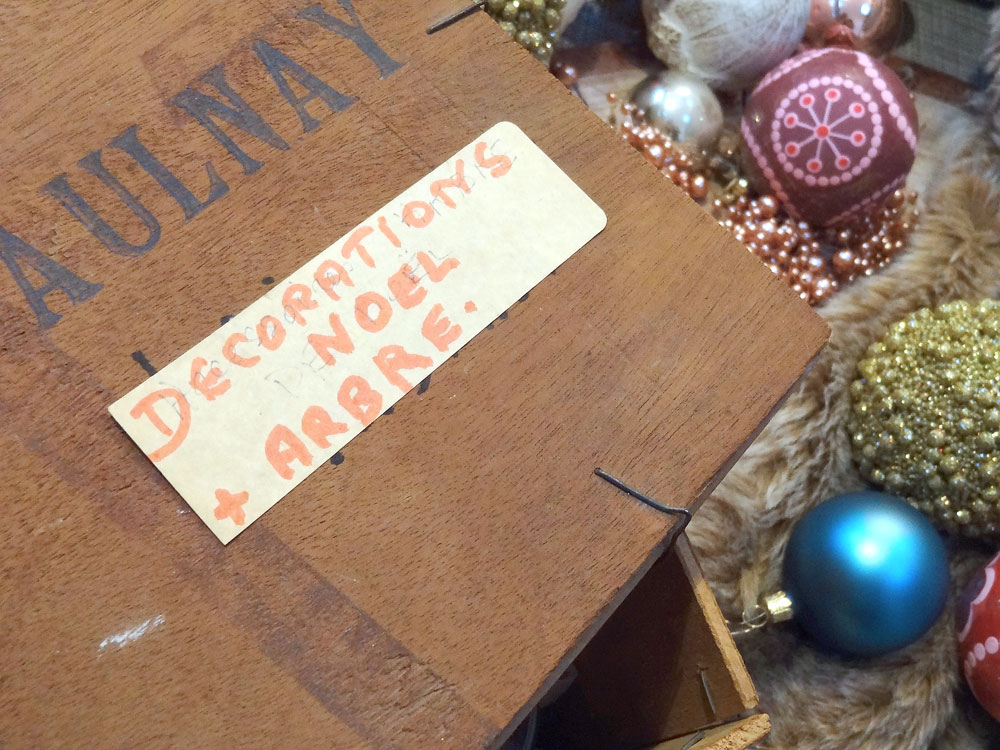 AULNAY
DECORATIONS
NOEL
+ ARBRE.